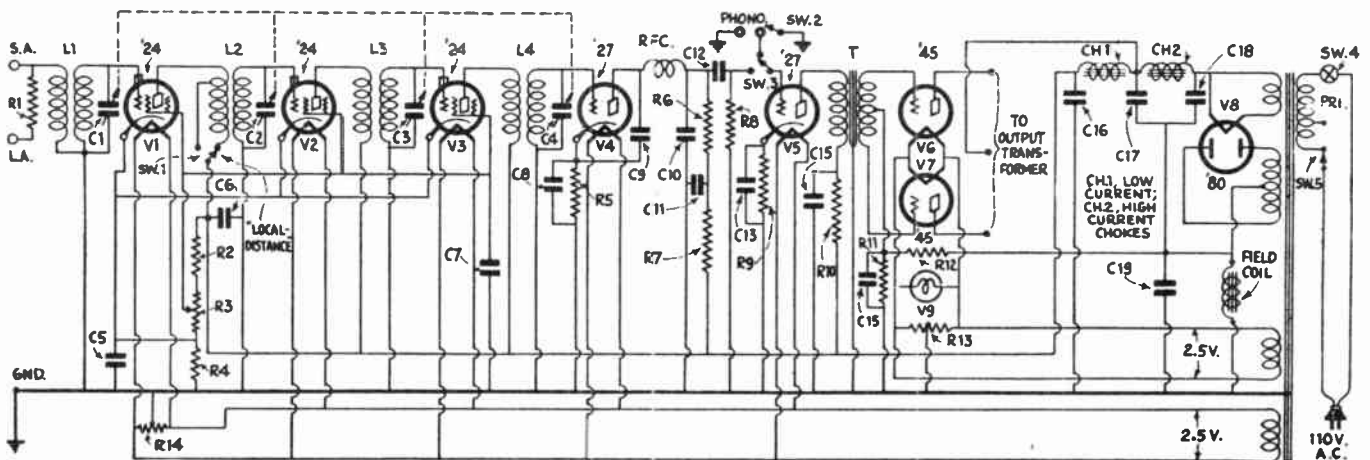 S.A.
L1
'24
L2
'24
L3
'24
L4
'27
RFC.
C12
PHONO.
SW.2
'27
T
'45
CH1
CH2
C18
SW.4
R1
C1
V1
C2
V2
C3
V3
C4
V4
C9
R6
R8
SW.
V5
V6
V7
C16
C17
V8
PRI.
L.A.
SW.1
C6
LOCAL-
DISTANCE
C8
R5
C10
C11
C13
C15
TO
OUTPUT
TRANS-
FORMER
'80
SW.5
CH.1, LOW
CURRENT;
CH.2, HIGH
CURRENT
CHOKES
R2
C7
R7
R9
R10
R11
45
R12
C19
FIELD
COIL
R3
C15
V9
C5
R4
R13
2.5 V.
GND.
R14
2.5 V.
110V.
A.C.